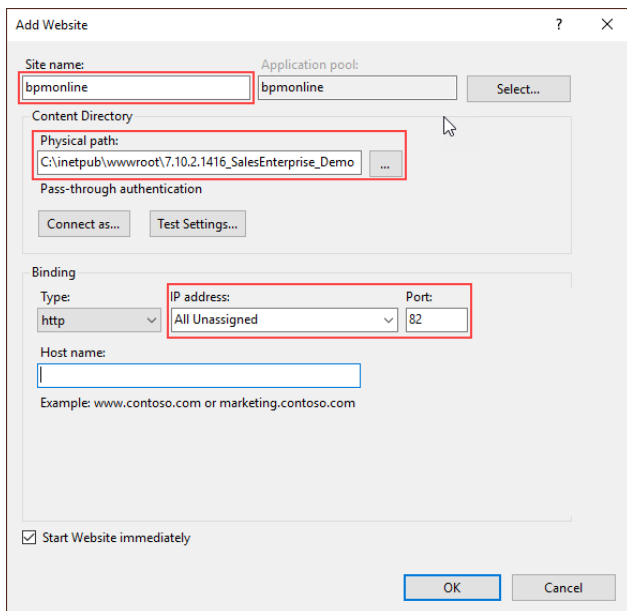 Add Website
?
Site name:
Application pool:
bpmonline
bpmonline
Select...
Content Directory
Physical path:
C:\inetpub\wwwroot\7.10.2.1416_SalesEnterprise_Demo
...
Pass-through authentication
Connect as...
Test Settings...
Binding
Type:
IP address:
Port:
http
All Unassigned
82
Host name:
Example: www.contoso.com or marketing.contoso.com
Start Website immediately
OK
Cancel